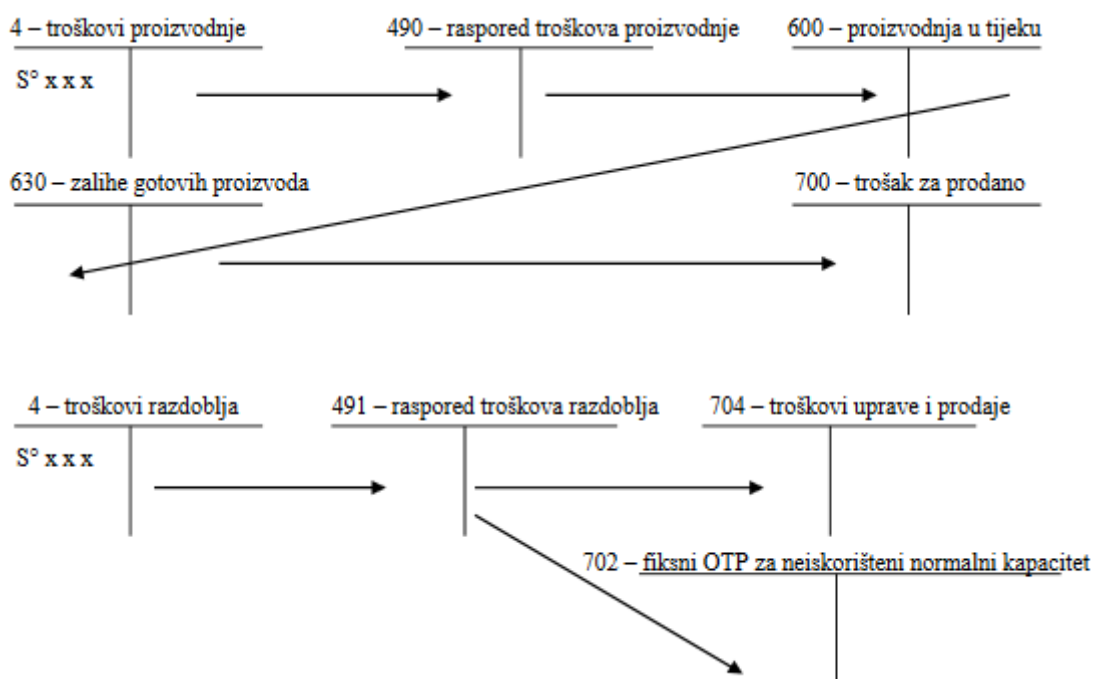 4 – troškovi proizvodnje
490 – raspored troškova proizvodnje
600 – proizvodnja u tijeku
S° x x x
630 – zalihe gotovih proizvoda
700 – trošak za prodano
4 – troškovi razdoblja
491 – raspored troškova razdoblja
704 – troškovi uprave i prodaje
S° x x x
702 – fiksni OTP za neiskorišteni normalni kapacitet